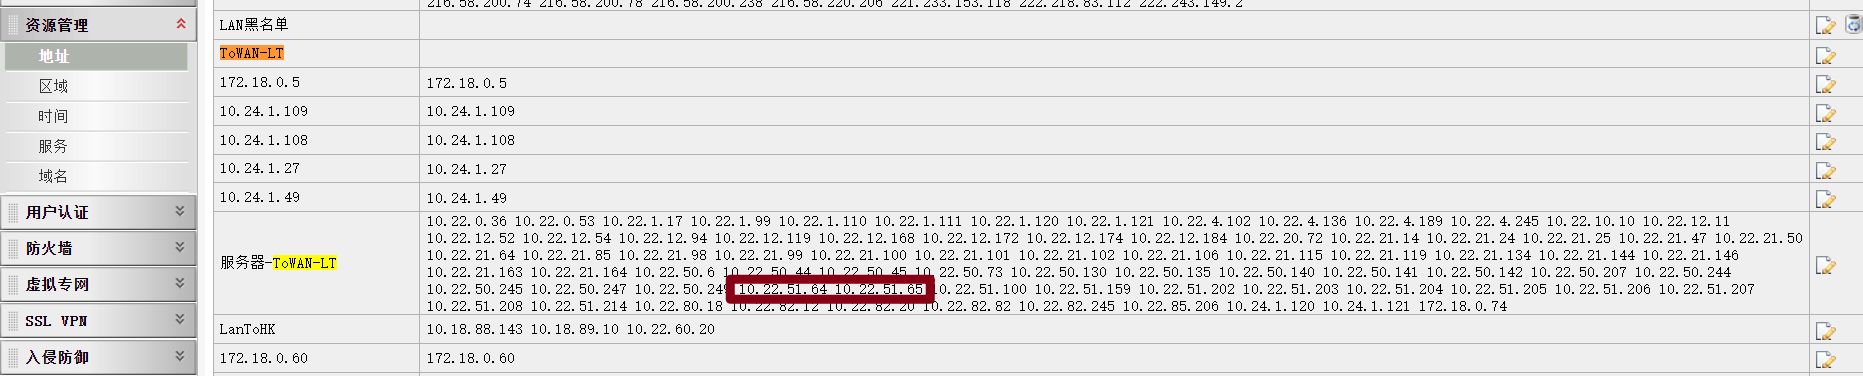 216.58.200.74 216.58.200.78 216.58.200.238 216.58.220.206 221.233.153.118 222.218.83.112 222.243.149.2
资源管理
地址
区域
时间
服务
域名
用户认证
防火墙
虚拟专网
SSL VPN
入侵防御
LAN黑名单
ToWAN-LT
172.18.0.5 172.18.0.5
10.24.1.109 10.24.1.109
10.24.1.108 10.24.1.108
10.24.1.27 10.24.1.27
10.24.1.49 10.24.1.49
服务器-ToWAN-LT
10.22.0.36 10.22.0.53 10.22.1.17 10.22.1.99 10.22.1.110 10.22.1.111 10.22.1.120 10.22.1.121 10.22.4.102 10.22.4.136 10.22.4.189 10.22.4.245 10.22.10.10 10.22.12.11
10.22.12.52 10.22.12.54 10.22.12.94 10.22.12.119 10.22.12.168 10.22.12.172 10.22.12.174 10.22.12.184 10.22.20.72 10.22.21.14 10.22.21.24 10.22.21.25 10.22.21.47 10.22.21.50
10.22.21.64 10.22.21.85 10.22.21.98 10.22.21.99 10.22.21.100 10.22.21.101 10.22.21.102 10.22.21.106 10.22.21.115 10.22.21.119 10.22.21.134 10.22.21.144 10.22.21.146
10.22.21.163 10.22.21.164 10.22.50.6 10.22.50.44 10.22.50.45 10.22.50.73 10.22.50.130 10.22.50.135 10.22.50.140 10.22.50.141 10.22.50.142 10.22.50.207 10.22.50.244
10.22.50.245 10.22.50.247 10.22.50.249 10.22.51.64 10.22.51.65 10.22.51.100 10.22.51.159 10.22.51.202 10.22.51.203 10.22.51.204 10.22.51.205 10.22.51.206 10.22.51.207
10.22.51.208 10.22.51.214 10.22.80.18 10.22.82.12 10.22.82.20 10.22.82.82 10.22.82.245 10.22.85.206 10.24.1.120 10.24.1.121 172.18.0.74
LanToHK 10.18.88.143 10.18.89.10 10.22.60.20
172.18.0.60 172.18.0.60